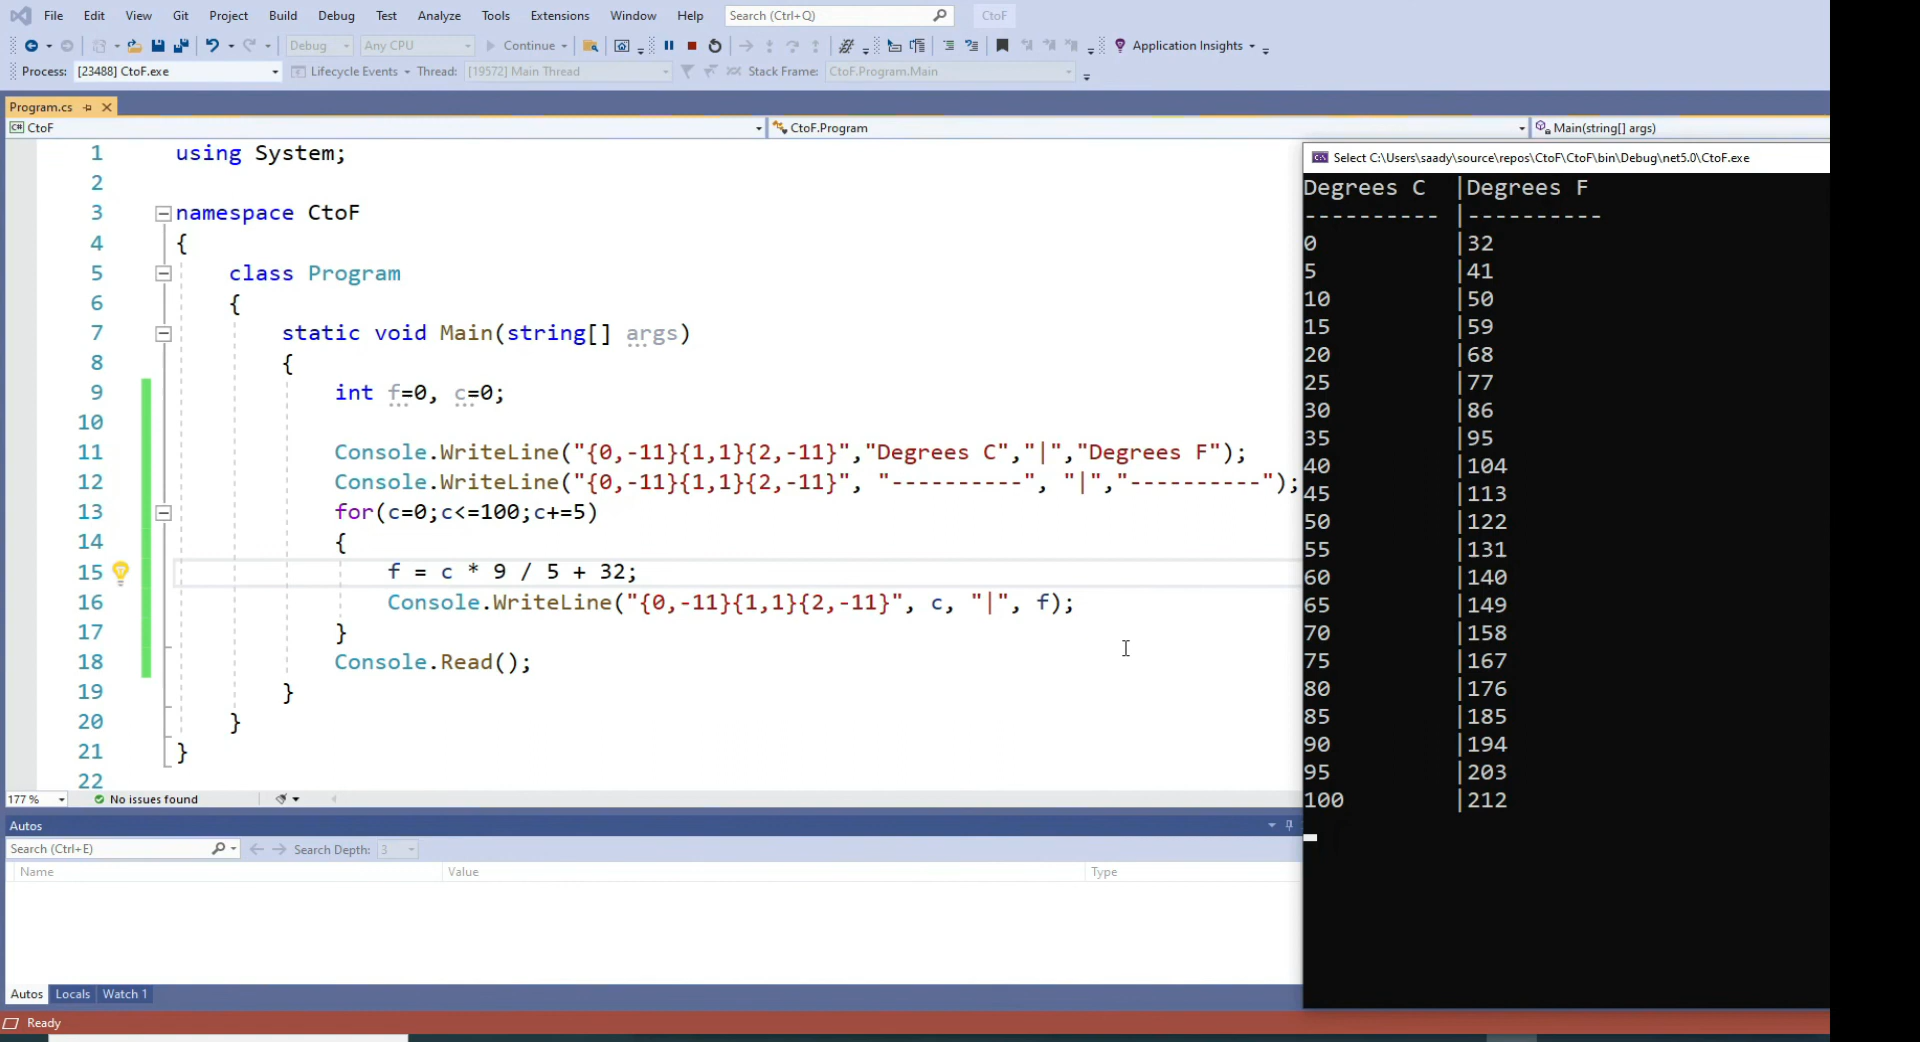 File Edit View Git Project Build Debug Test Analyze Tools Extensions Window Help Search (Ctrl+Q) CtoF
Debug Any CPU Continue Application Insights
Process: [23488] CtoF.exe Lifecycle Events Thread: [19572] Main Thread Stack Frame: CtoF.Program.Main
Program.cs
C# CtoF CtoF.Program Main(string[] args)
1 using System;
2
3 namespace CtoF
4 {
5 class Program
6 {
7 static void Main(string[] args)
8 {
9 int f=0, c=0;
10
11 Console.WriteLine("{0,-11}{1,1}{2,-11}","Degrees C","|","Degrees F");
12 Console.WriteLine("{0,-11}{1,1}{2,-11}", "----------", "|","----------");
13 for(c=0;c<=100;c+=5)
14 {
15 f = c * 9 / 5 + 32;
16 Console.WriteLine("{0,-11}{1,1}{2,-11}", c, "|", f);
17 }
18 Console.Read();
19 }
20 }
21 }
22
177 % No issues found
Autos
Search (Ctrl+E) Search Depth: 3
Name Value Type
Autos Locals Watch 1
Ready
Select C:\Users\saady\source\repos\CtoF\CtoF\bin\Debug\net5.0\CtoF.exe
Degrees C |Degrees F
---------- |----------
0 |32
5 |41
10 |50
15 |59
20 |68
25 |77
30 |86
35 |95
40 |104
45 |113
50 |122
55 |131
60 |140
65 |149
70 |158
75 |167
80 |176
85 |185
90 |194
95 |203
100 |212